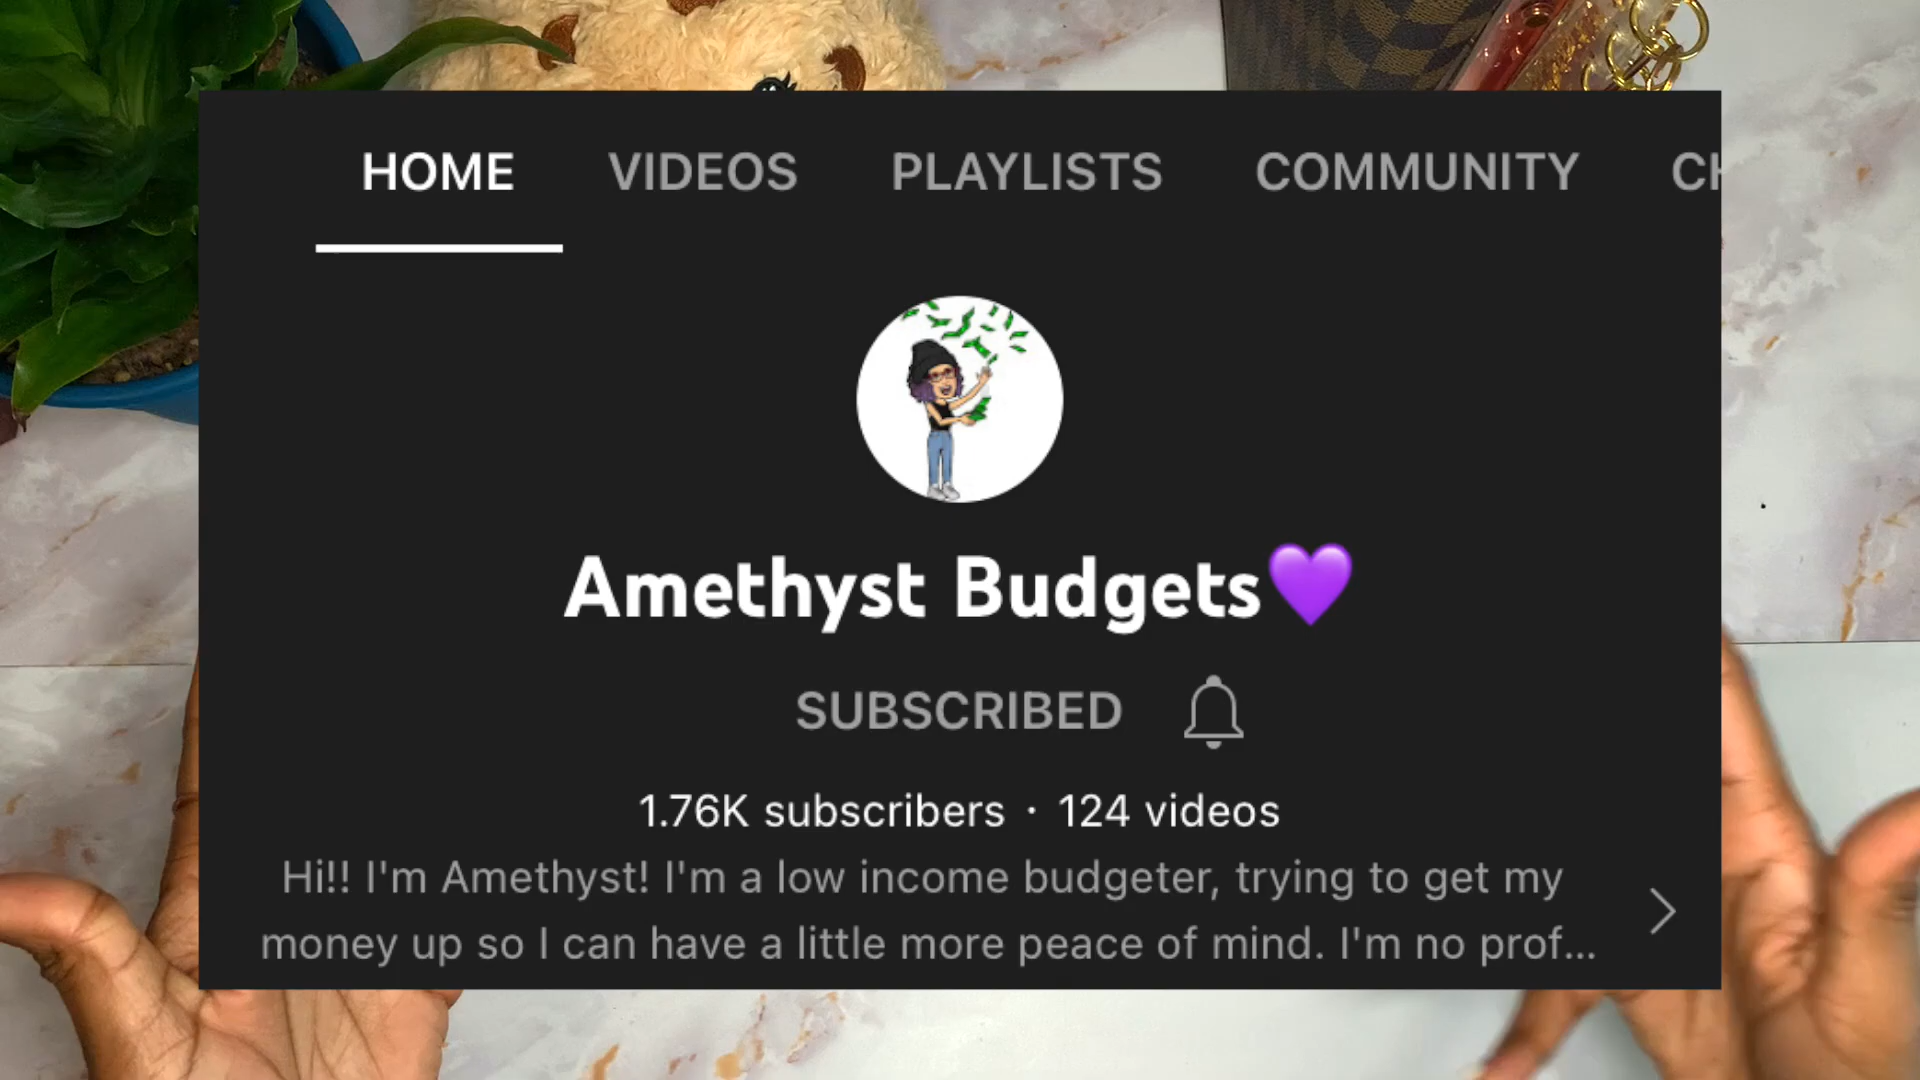 HOME VIDEOS PLAYLISTS COMMUNITY CH
Amethyst Budgets💜
SUBSCRIBED
1.76K subscribers · 124 videos
Hi!! I'm Amethyst! I'm a low income budgeter, trying to get my
money up so I can have a little more peace of mind. I'm no prof...